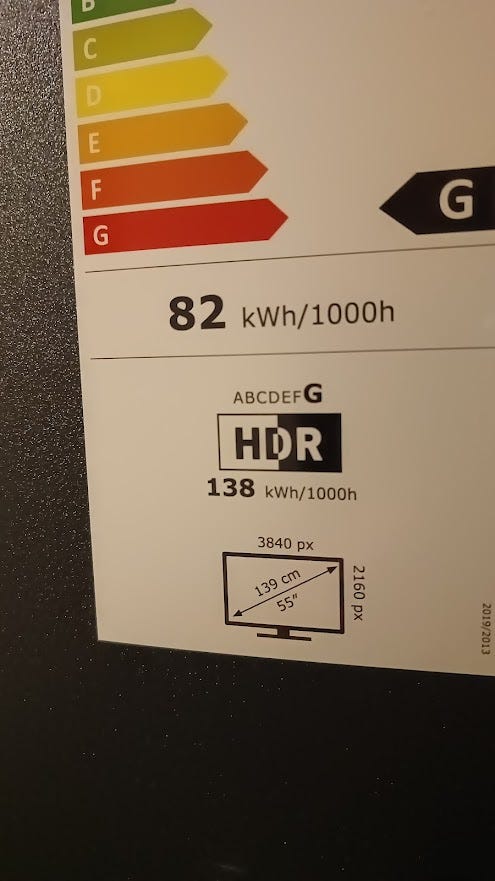 B
C
D
E
F
G
G
82 kWh/1000h
ABCDEFG
HDR
138 kWh/1000h
3840 px
139 cm
55"
2160 px
2019/2013